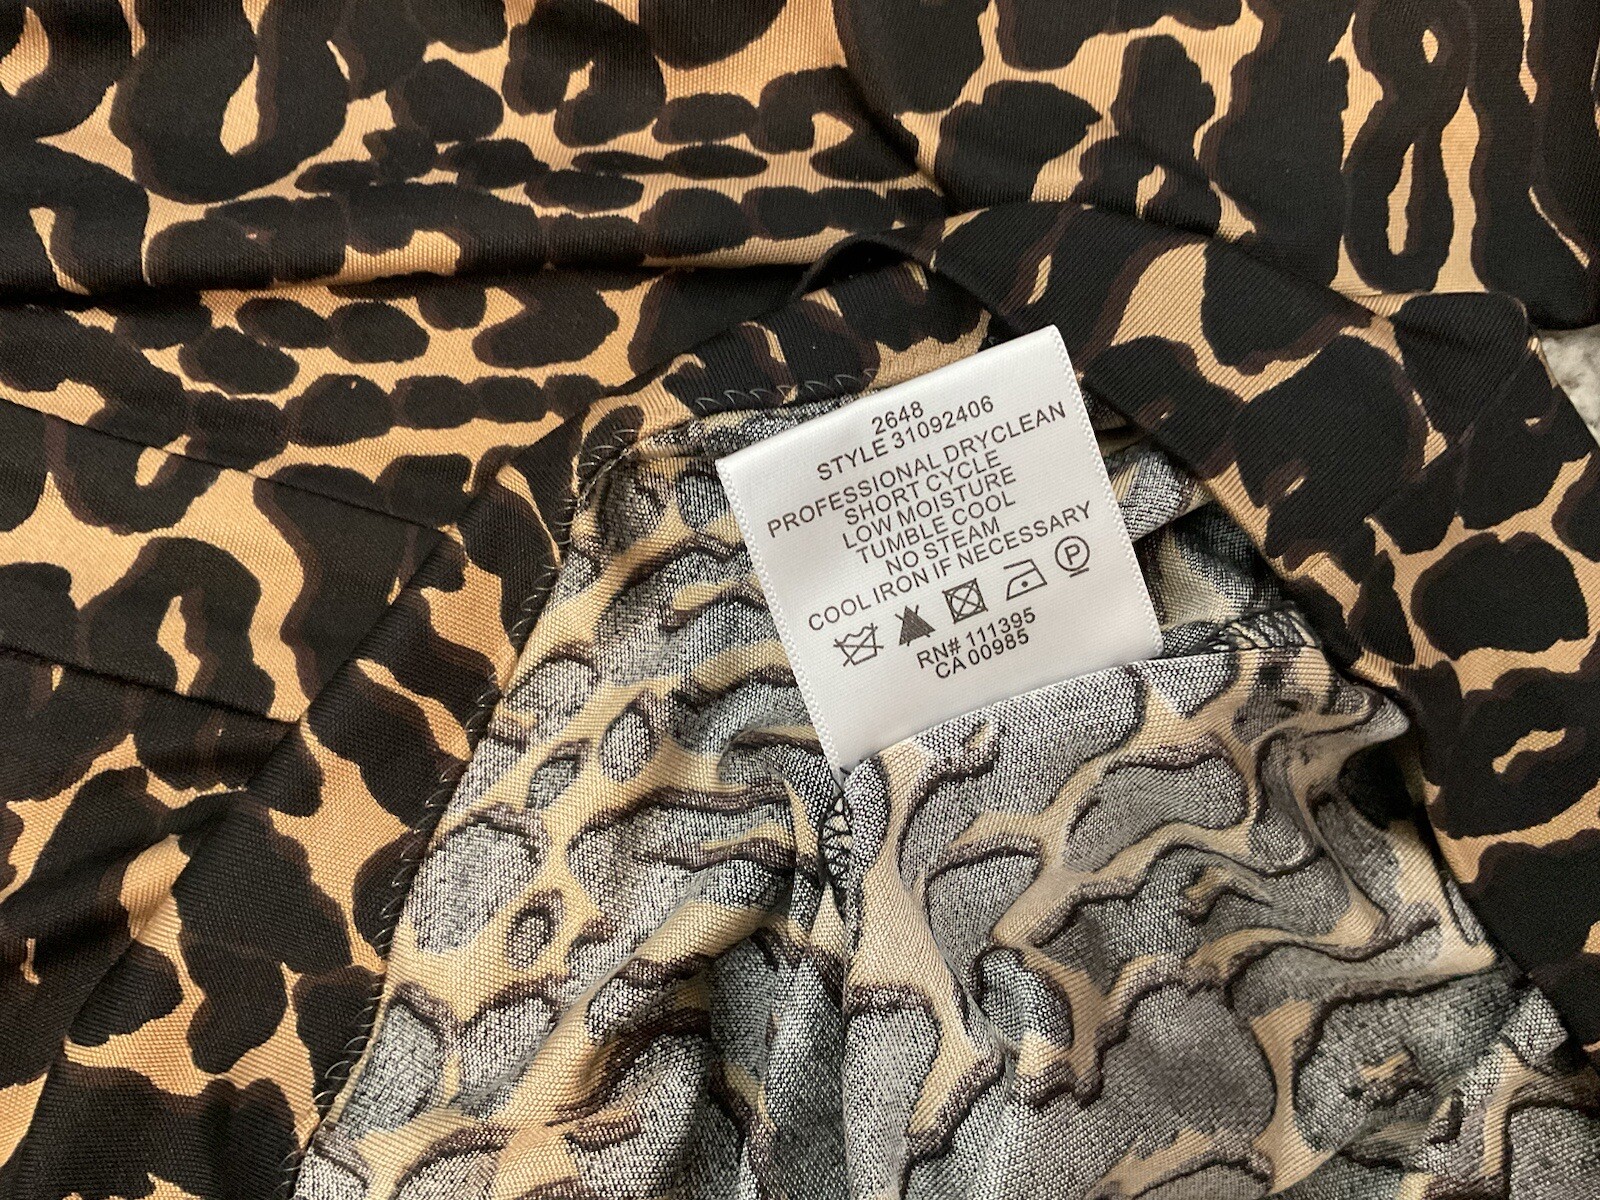 2648
STYLE 31092406
PROFESSIONAL DRYCLEAN
SHORT CYCLE
LOW MOISTURE
TUMBLE COOL
NO STEAM
COOL IRON IF NECESSARY
P
RN# 111395
CA 00985